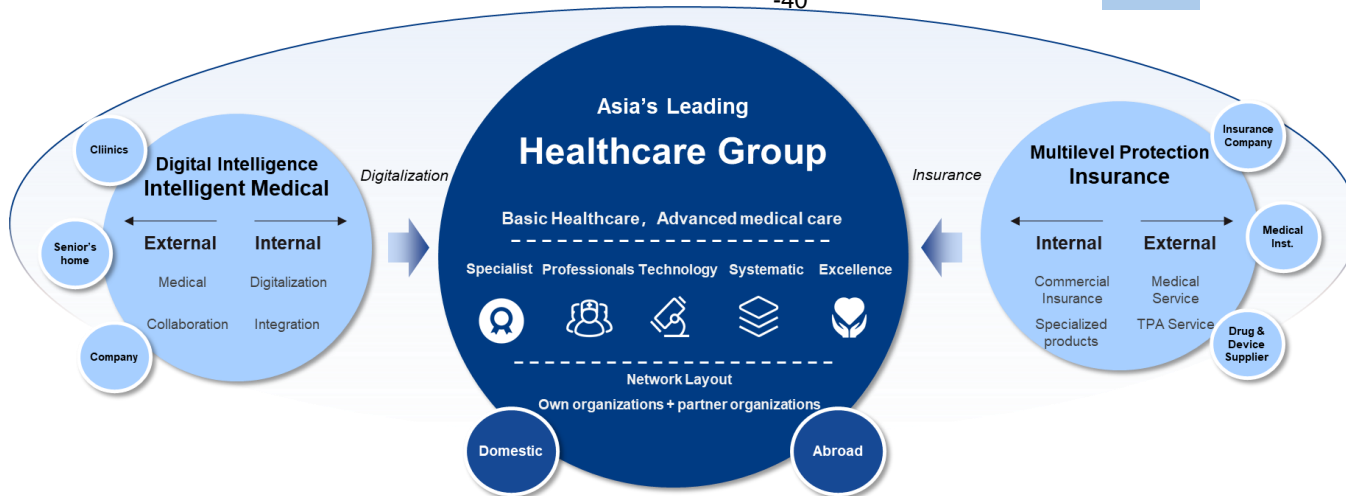 -40
Asia's Leading
Healthcare Group
Basic Healthcare, Advanced medical care
Specialist Professionals Technology Systematic Excellence
Network Layout
Own organizations + partner organizations
Domestic
Abroad
Digitalization
Insurance
Cliinics
Senior's
home
Company
Digital Intelligence
Intelligent Medical
External Internal
Medical Digitalization
Collaboration Integration
Multilevel Protection
Insurance
Internal External
Commercial
Insurance
Medical
Service
Specialized
products
TPA Service
Insurance
Company
Medical
Inst.
Drug &
Device
Supplier